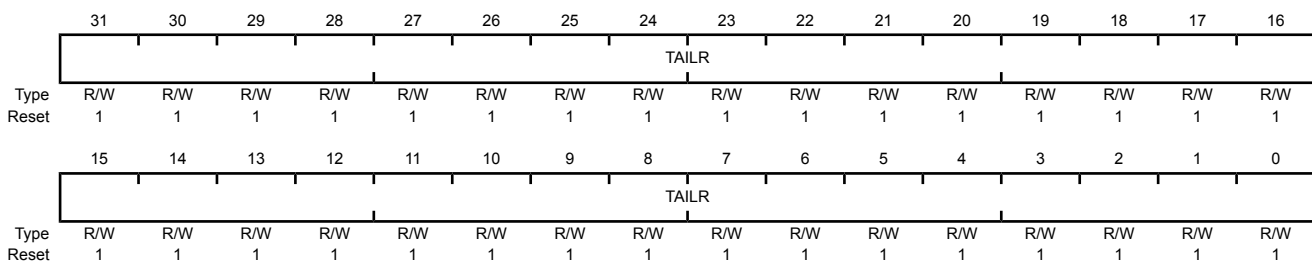 31 30 29 28 27 26 25 24 23 22 21 20 19 18 17 16
TAILR
Type R/W R/W R/W R/W R/W R/W R/W R/W R/W R/W R/W R/W R/W R/W R/W R/W
Reset 1 1 1 1 1 1 1 1 1 1 1 1 1 1 1 1
15 14 13 12 11 10 9 8 7 6 5 4 3 2 1 0
TAILR
Type R/W R/W R/W R/W R/W R/W R/W R/W R/W R/W R/W R/W R/W R/W R/W R/W
Reset 1 1 1 1 1 1 1 1 1 1 1 1 1 1 1 1